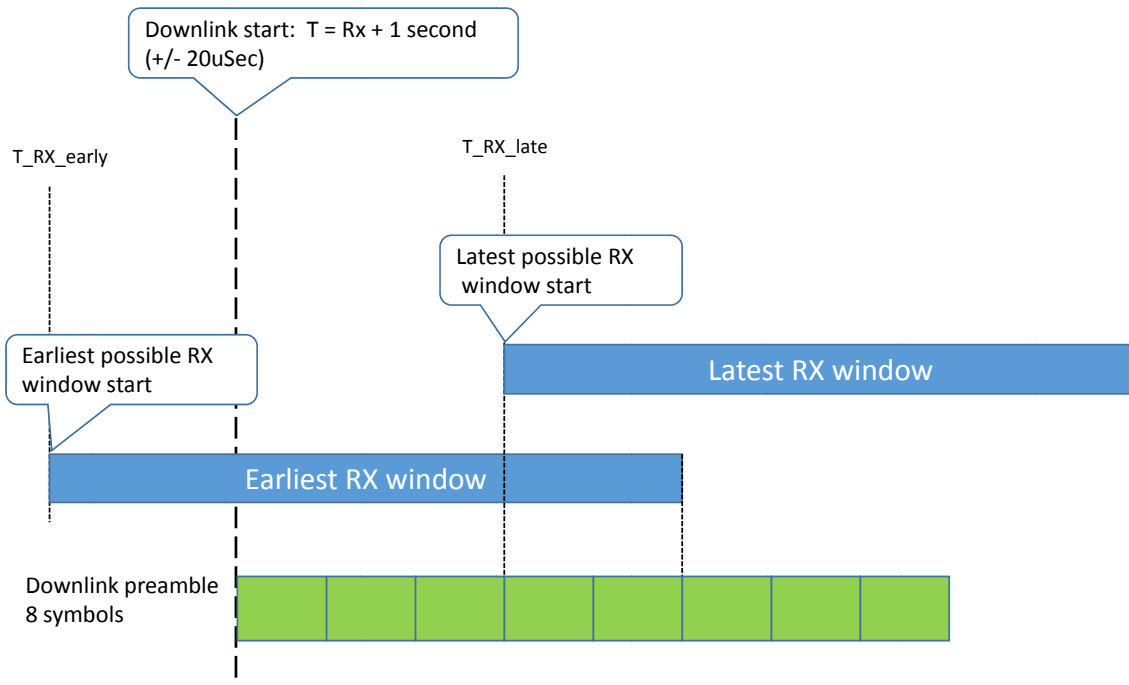 Downlink start:  T = Rx + 1 second
(+/- 20uSec)
T_RX_early
T_RX_late
Latest possible RX
window start
Earliest possible RX
window start
Latest RX window
Earliest RX window
Downlink preamble
8 symbols